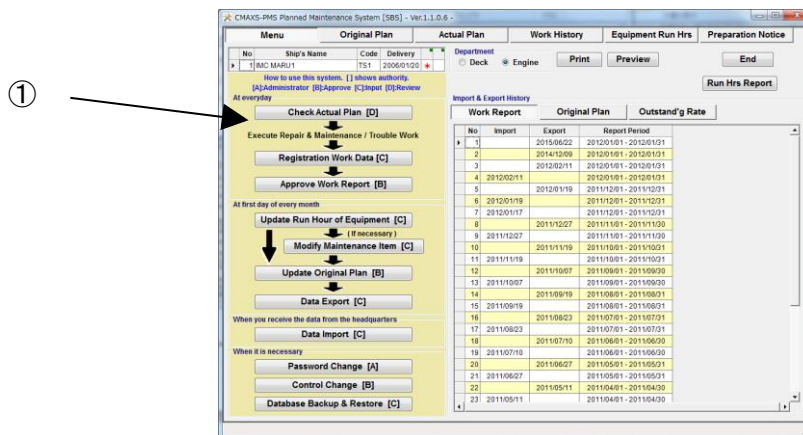 ①
CMAXS-PMS Planned Maintenance System [SBS] - Ver.1.1.0.6 -
Menu Original Plan Actual Plan Work History Equipment Run Hrs Preparation Notice
No Ship's Name Code Delivery
1 IMC MARU1 TS1 2006/01/20 *
Department
Deck Engine Print Preview End
Run Hrs Report
How to use this system. [ ] shows authority.
[A]:Administrator [B]:Approve [C]:Input [D]:Review
At everyday
Check Actual Plan [D]
Execute Repair & Maintenance / Trouble Work
Registration Work Data [C]
Approve Work Report [B]
At first day of every month
Update Run Hour of Equipment [C]
( If necessary )
Modify Maintenance Item [C]
Update Original Plan [B]
Data Export [C]
When you receive the data from the headquarters
Data Import [C]
When it is necessary
Password Change [A]
Control Change [B]
Database Backup & Restore [C]
Import & Export History
Work Report Original Plan Outstand'g Rate
No Import Export Report Period
1 2015/06/22 2012/01/01 - 2012/01/31
2 2014/12/09 2012/01/01 - 2012/01/31
3 2012/02/11 2012/01/01 - 2012/01/31
4 2012/02/11 2012/01/01 - 2012/01/31
5 2012/01/19 2011/12/01 - 2011/12/31
6 2012/01/19 2011/12/01 - 2011/12/31
7 2012/01/17 2011/12/01 - 2011/12/31
8 2011/12/27 2011/11/01 - 2011/11/30
9 2011/12/27 2011/11/01 - 2011/11/30
10 2011/11/19 2011/10/01 - 2011/10/31
11 2011/11/19 2011/10/01 - 2011/10/31
12 2011/10/07 2011/09/01 - 2011/09/30
13 2011/10/07 2011/09/01 - 2011/09/30
14 2011/09/19 2011/08/01 - 2011/08/31
15 2011/09/19 2011/08/01 - 2011/08/31
16 2011/08/23 2011/07/01 - 2011/07/31
17 2011/08/23 2011/07/01 - 2011/07/31
18 2011/07/10 2011/06/01 - 2011/06/30
19 2011/07/10 2011/06/01 - 2011/06/30
20 2011/06/27 2011/05/01 - 2011/05/31
21 2011/06/27 2011/05/01 - 2011/05/31
22 2011/05/11 2011/04/01 - 2011/04/30
23 2011/05/11 2011/04/01 - 2011/04/30